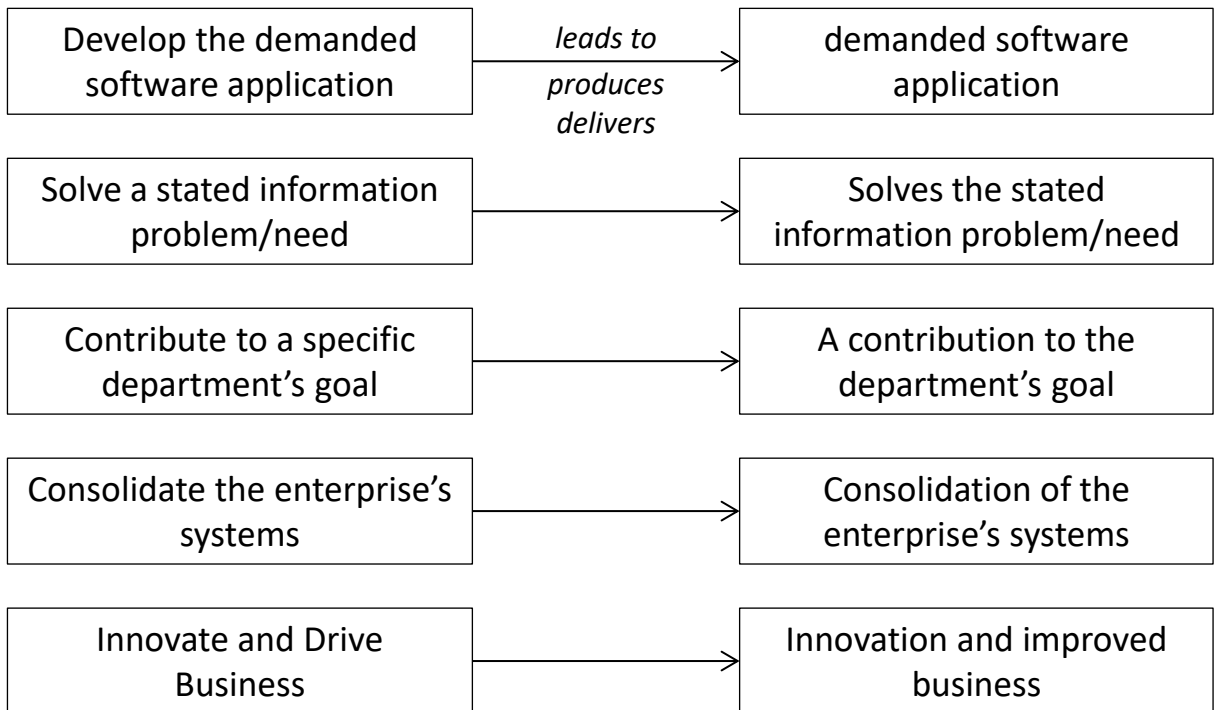 Develop the demanded
software application
leads to
produces
delivers
demanded software
application
Solve a stated information
problem/need
Solves the stated
information problem/need
Contribute to a specific
department’s goal
A contribution to the
department’s goal
Consolidate the enterprise’s
systems
Consolidation of the
enterprise’s systems
Innovate and Drive
Business
Innovation and improved
business